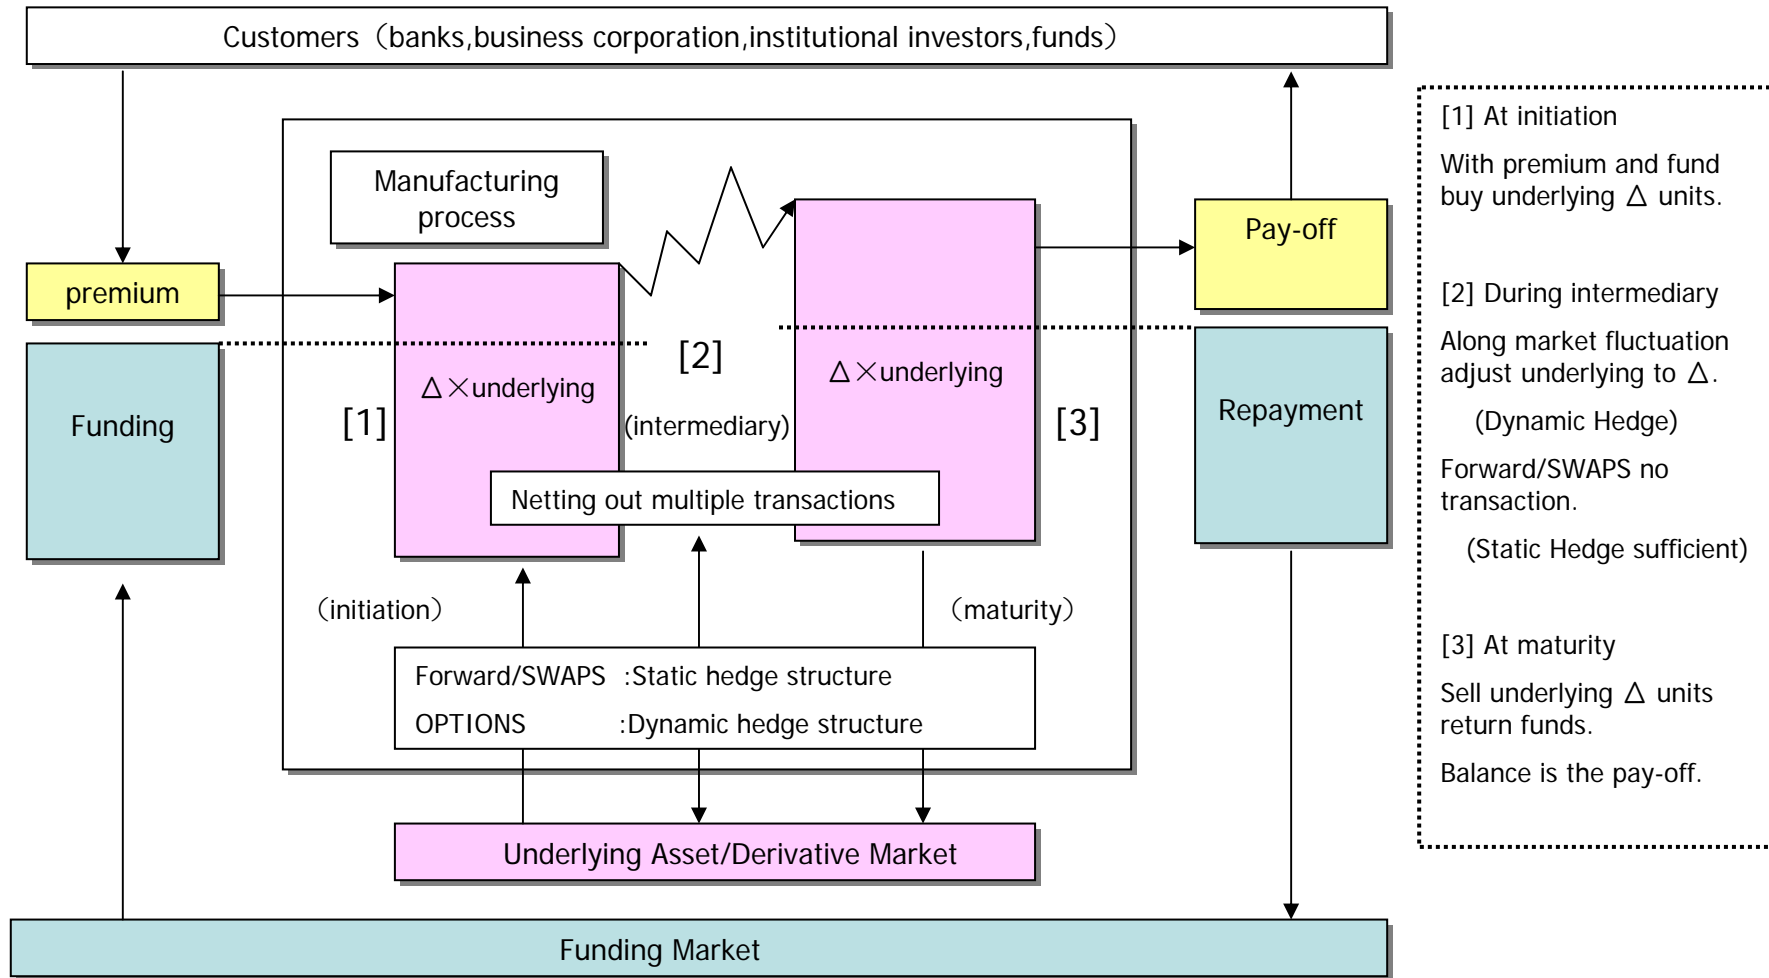 Customers（banks,business corporation,institutional investors,funds）
Manufacturing
process
premium
Funding
[1]
Δ×underlying
[2]
(intermediary)
Δ×underlying
[3]
Pay-off
Repayment
Netting out multiple transactions
（initiation）
（maturity）
Forward/SWAPS :Static hedge structure
OPTIONS :Dynamic hedge structure
Underlying Asset/Derivative Market
Funding Market
[1] At initiation
With premium and fund
buy underlying Δ units.
[2] During intermediary
Along market fluctuation
adjust underlying to Δ.
(Dynamic Hedge)
Forward/SWAPS no
transaction.
(Static Hedge sufficient)
[3] At maturity
Sell underlying Δ units
return funds.
Balance is the pay-off.